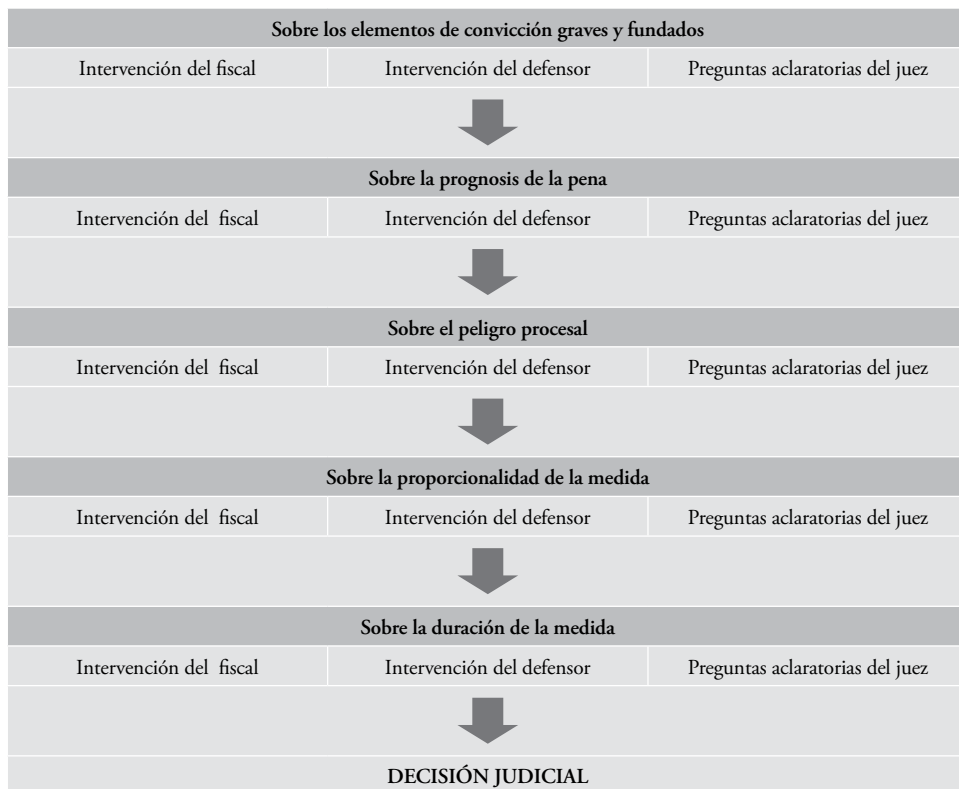 Sobre los elementos de convicción graves y fundados
Intervención del fiscal Intervención del defensor Preguntas aclaratorias del juez
Sobre la prognosis de la pena
Intervención del fiscal Intervención del defensor Preguntas aclaratorias del juez
Sobre el peligro procesal
Intervención del fiscal Intervención del defensor Preguntas aclaratorias del juez
Sobre la proporcionalidad de la medida
Intervención del fiscal Intervención del defensor Preguntas aclaratorias del juez
Sobre la duración de la medida
Intervención del fiscal Intervención del defensor Preguntas aclaratorias del juez
DECISIÓN JUDICIAL